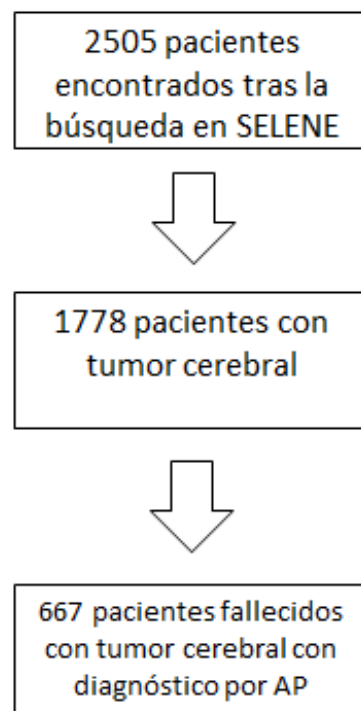 2505 pacientes
encontrados tras la
búsqueda en SELENE
1778 pacientes con
tumor cerebral
667 pacientes fallecidos
con tumor cerebral con
diagnóstico por AP